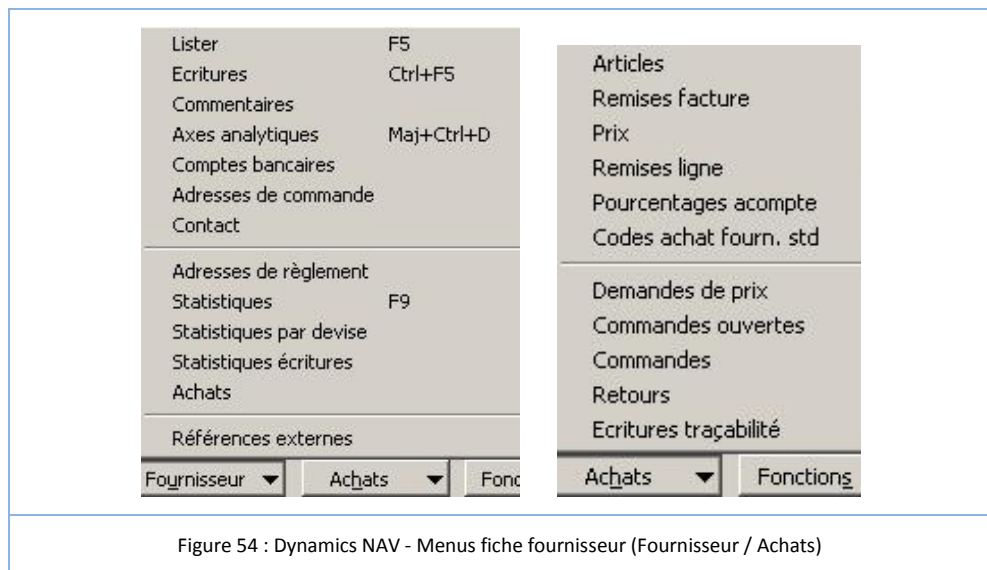 Lister F5
Ecritures Ctrl+F5
Commentaires
Axes analytiques Maj+Ctrl+D
Comptes bancaires
Adresses de commande
Contact
Adresses de règlement
Statistiques F9
Statistiques par devise
Statistiques écritures
Achats
Références externes
Fournisseur Achats Fonc
Articles
Remises facture
Prix
Remises ligne
Pourcentages acompte
Codes achat fourn. std
Demandes de prix
Commandes ouvertes
Commandes
Retours
Ecritures traçabilité
Achats Fonctions
Figure 54 : Dynamics NAV - Menus fiche fournisseur (Fournisseur / Achats)